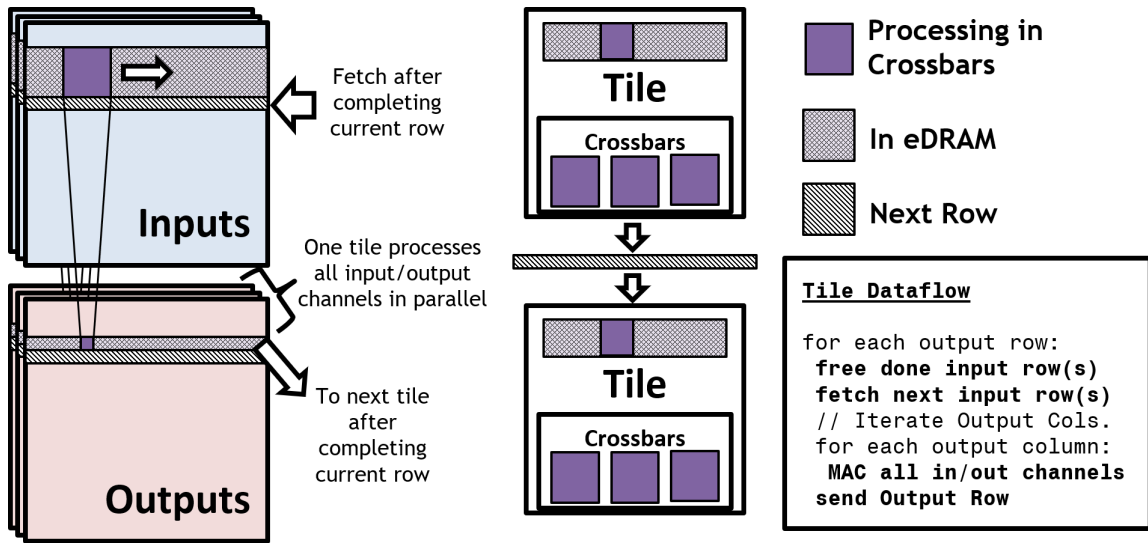 Inputs
Fetch after
completing
current row
One tile processes
all input/output
channels in parallel
Outputs
To next tile
after
completing
current row
Tile
Crossbars
Tile
Crossbars
Processing in
Crossbars
In eDRAM
Next Row
Tile Dataflow
for each output row:
free done input row(s)
fetch next input row(s)
// Iterate Output Cols.
for each output column:
MAC all in/out channels
send Output Row